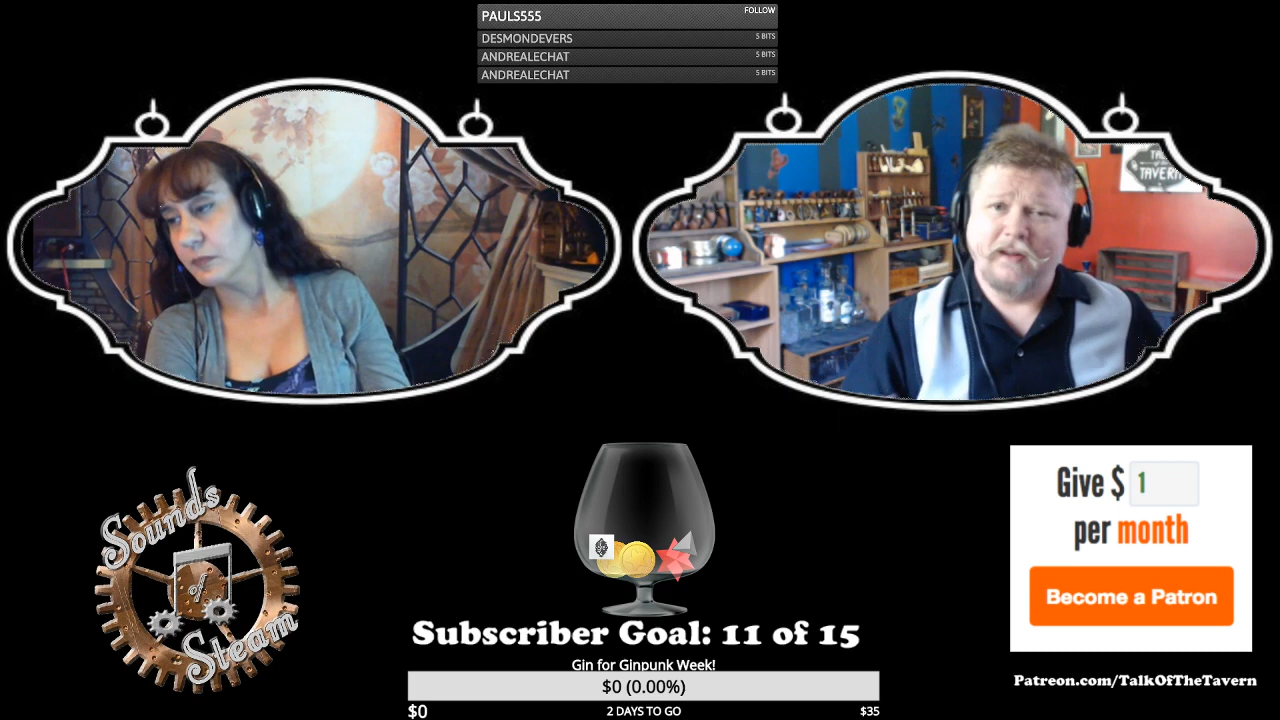 PAULS555 FOLLOW
DESMONDEVERS 5 BITS
ANDREALECHAT 5 BITS
ANDREALECHAT 5 BITS
TAVERN
Sounds
of
Steam
Give $ 1
per month
Become a Patron
Patreon.com/TalkOfTheTavern
Subscriber Goal: 11 of 15
Gin for Ginpunk Week!
$0 (0.00%)
$0 2 DAYS TO GO $35